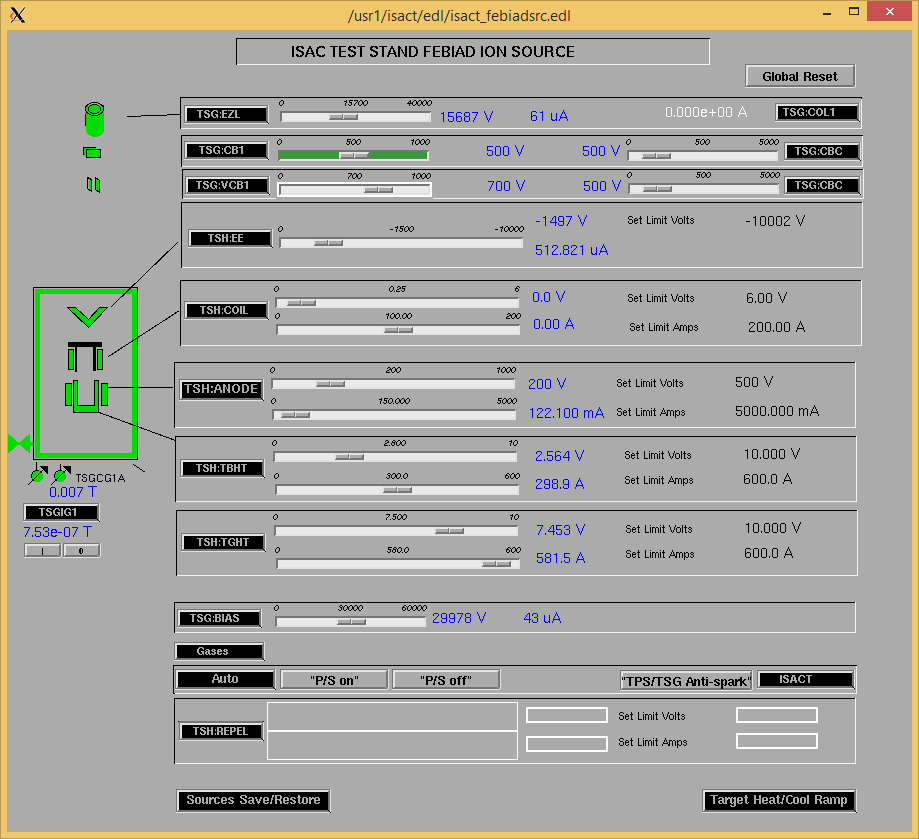 /usr1/isact/edl/isact_febiadsrc.edl
ISAC TEST STAND FEBIAD ION SOURCE
Global Reset
TSG:EZL 0 15700 40000 15687 V 61 uA 0.000e+00 A TSG:COL1
TSG:CB1 0 500 1000 500 V 500 V 0 500 5000 TSG:CBC
TSG:VCB1 0 700 1000 700 V 500 V 0 500 5000 TSG:CBC
TSH:EE 0 -1500 -10000 -1497 V Set Limit Volts -10002 V
512.821 uA
TSH:COIL 0 0.25 6 0.0 V Set Limit Volts 6.00 V
0 100.00 200 0.00 A Set Limit Amps 200.00 A
TSH:ANODE 0 200 1000 200 V Set Limit Volts 500 V
0 150.000 5000 122.100 mA Set Limit Amps 5000.000 mA
TSH:TBHT 0 2.600 10 2.564 V Set Limit Volts 10.000 V
0 300.0 600 298.9 A Set Limit Amps 600.0 A
TSGCG1A
0.007 T
TSGIG1
7.53e-07 T
I 0
TSH:TGHT 0 7.500 10 7.453 V Set Limit Volts 10.000 V
0 580.0 600 581.5 A Set Limit Amps 600.0 A
TSG:BIAS 0 30000 60000 29978 V 43 uA
Gases
Auto "P/S on" "P/S off" "TPS/TSG Anti-spark" ISACT
TSH:REPEL Set Limit Volts
Set Limit Amps
Sources Save/Restore Target Heat/Cool Ramp